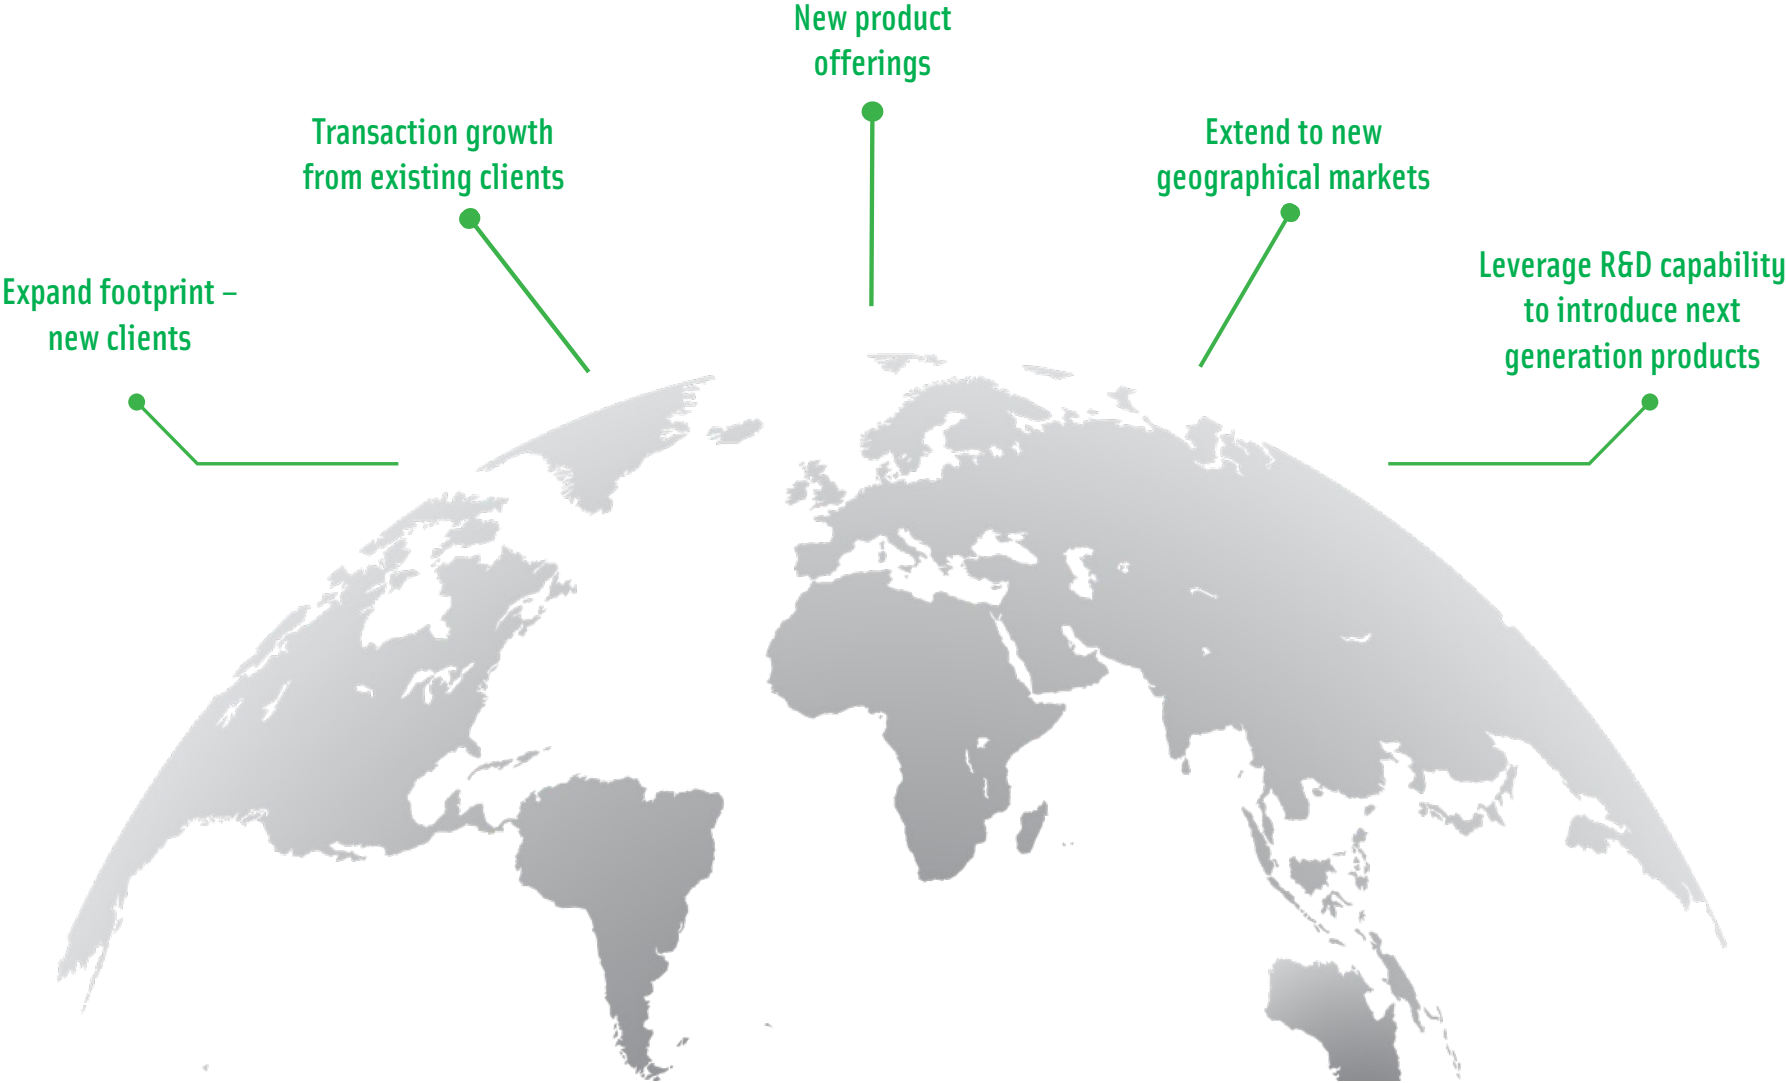 Expand footprint –
new clients
Transaction growth
from existing clients
New product
offerings
Extend to new
geographical markets
Leverage R&D capability
to introduce next
generation products